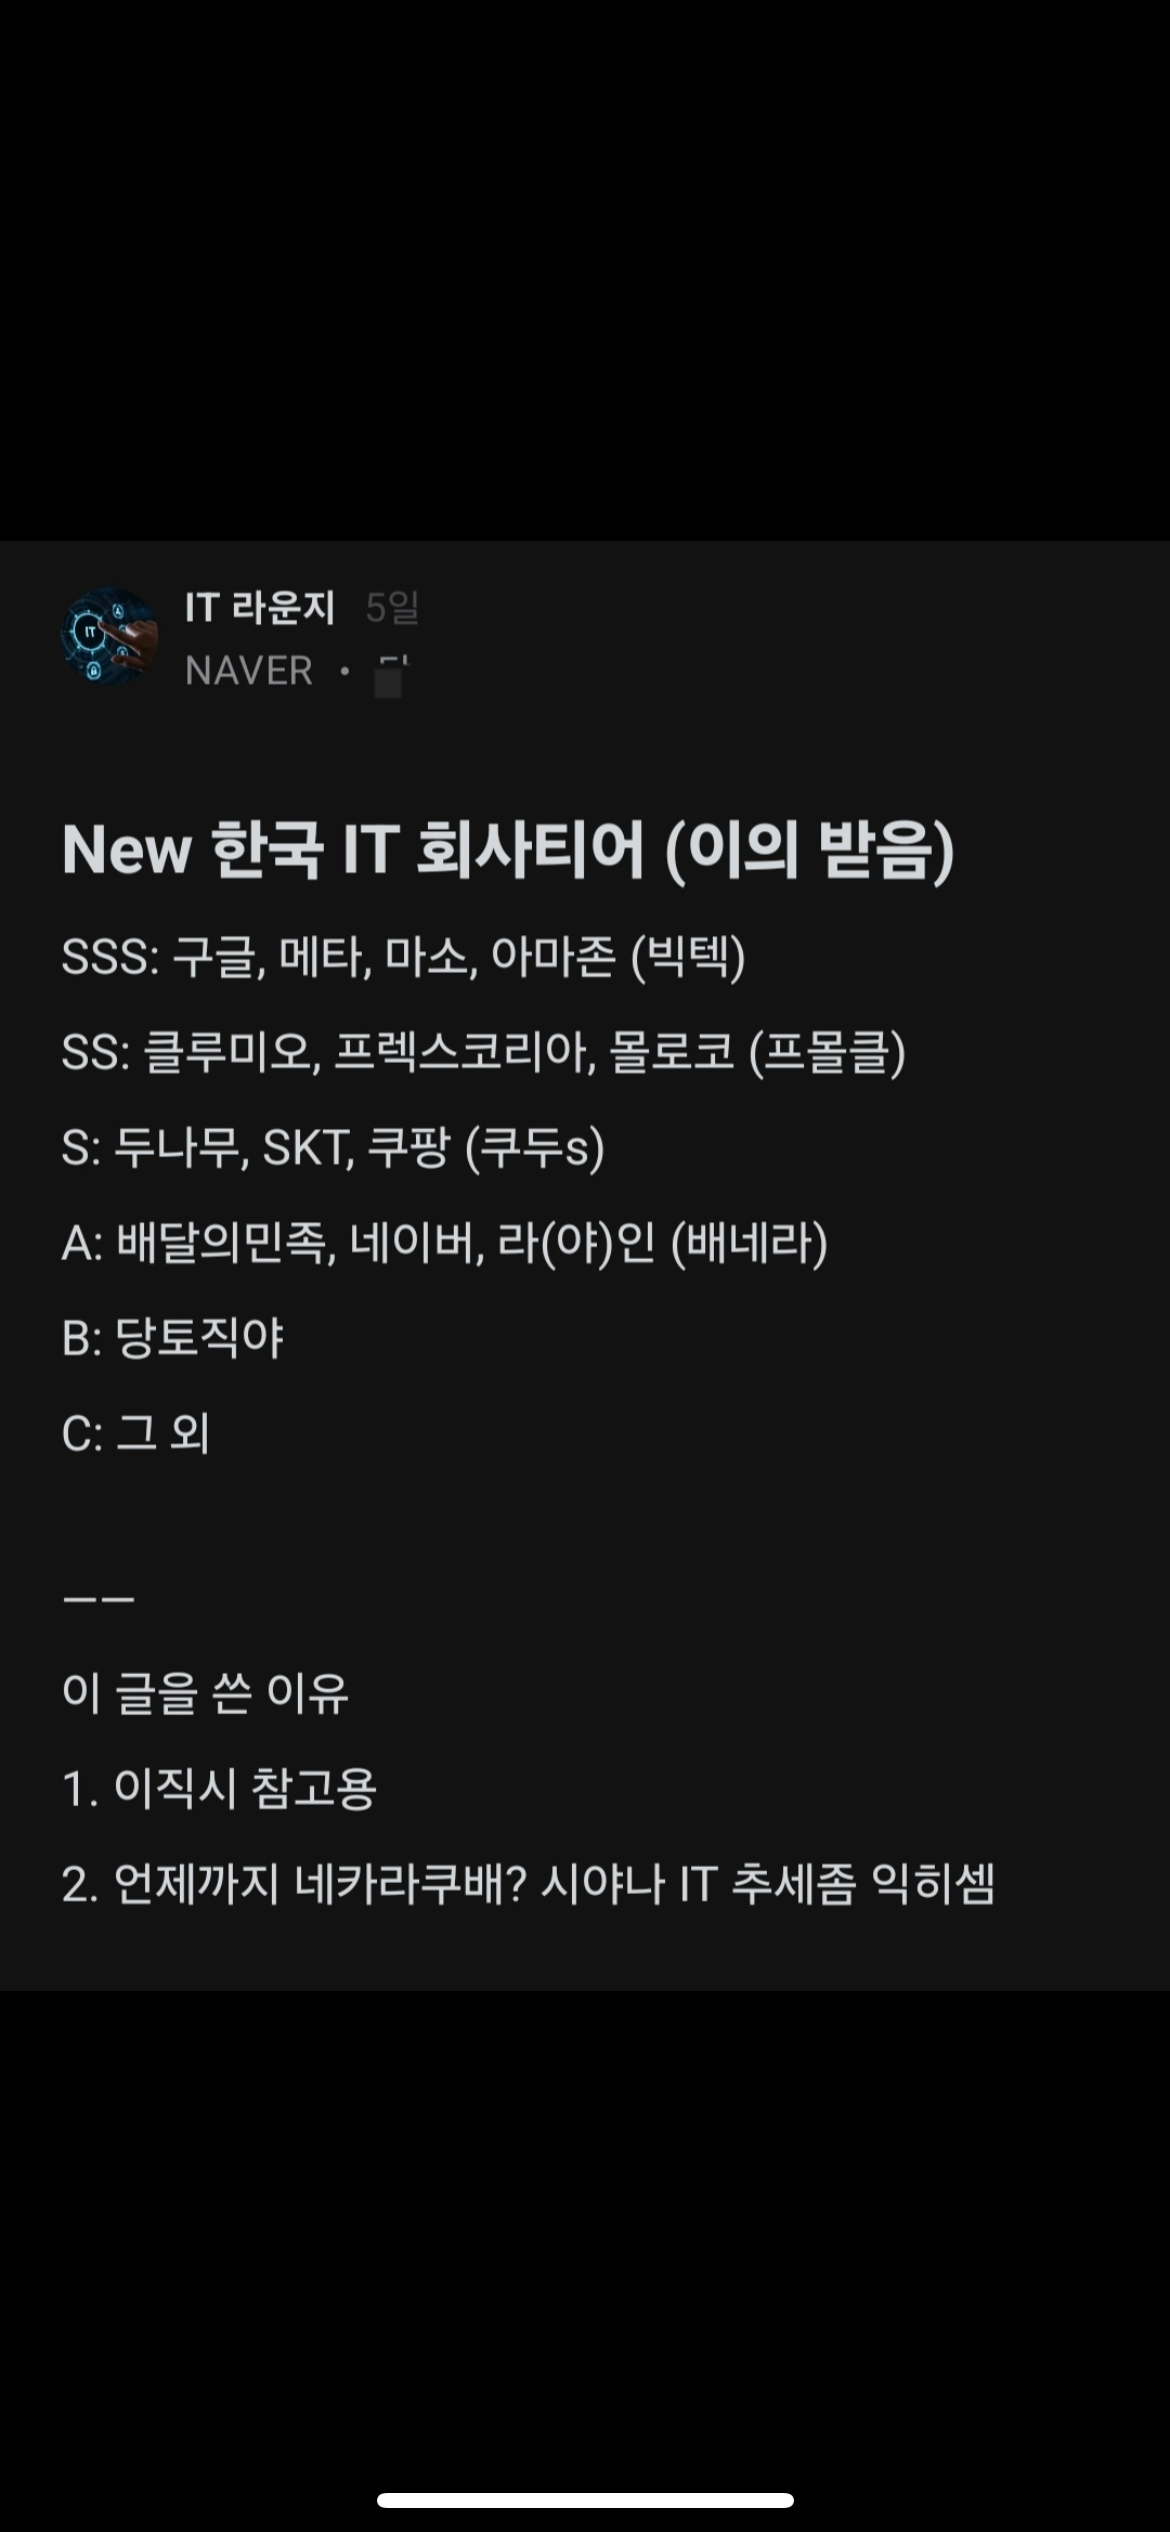 IT
IT 라운지 5일
NAVER •
New 한국 IT 회사티어 (이의 받음)
SSS: 구글, 메타, 마소, 아마존 (빅텍)
SS: 클루미오, 프렉스코리아, 몰로코 (프몰클)
S: 두나무, SKT, 쿠팡 (쿠두s)
A: 배달의민족, 네이버, 라(야)인 (배네라)
B: 당토직야
C: 그 외
——
이 글을 쓴 이유
1. 이직시 참고용
2. 언제까지 네카라쿠배? 시야나 IT 추세좀 익히셈